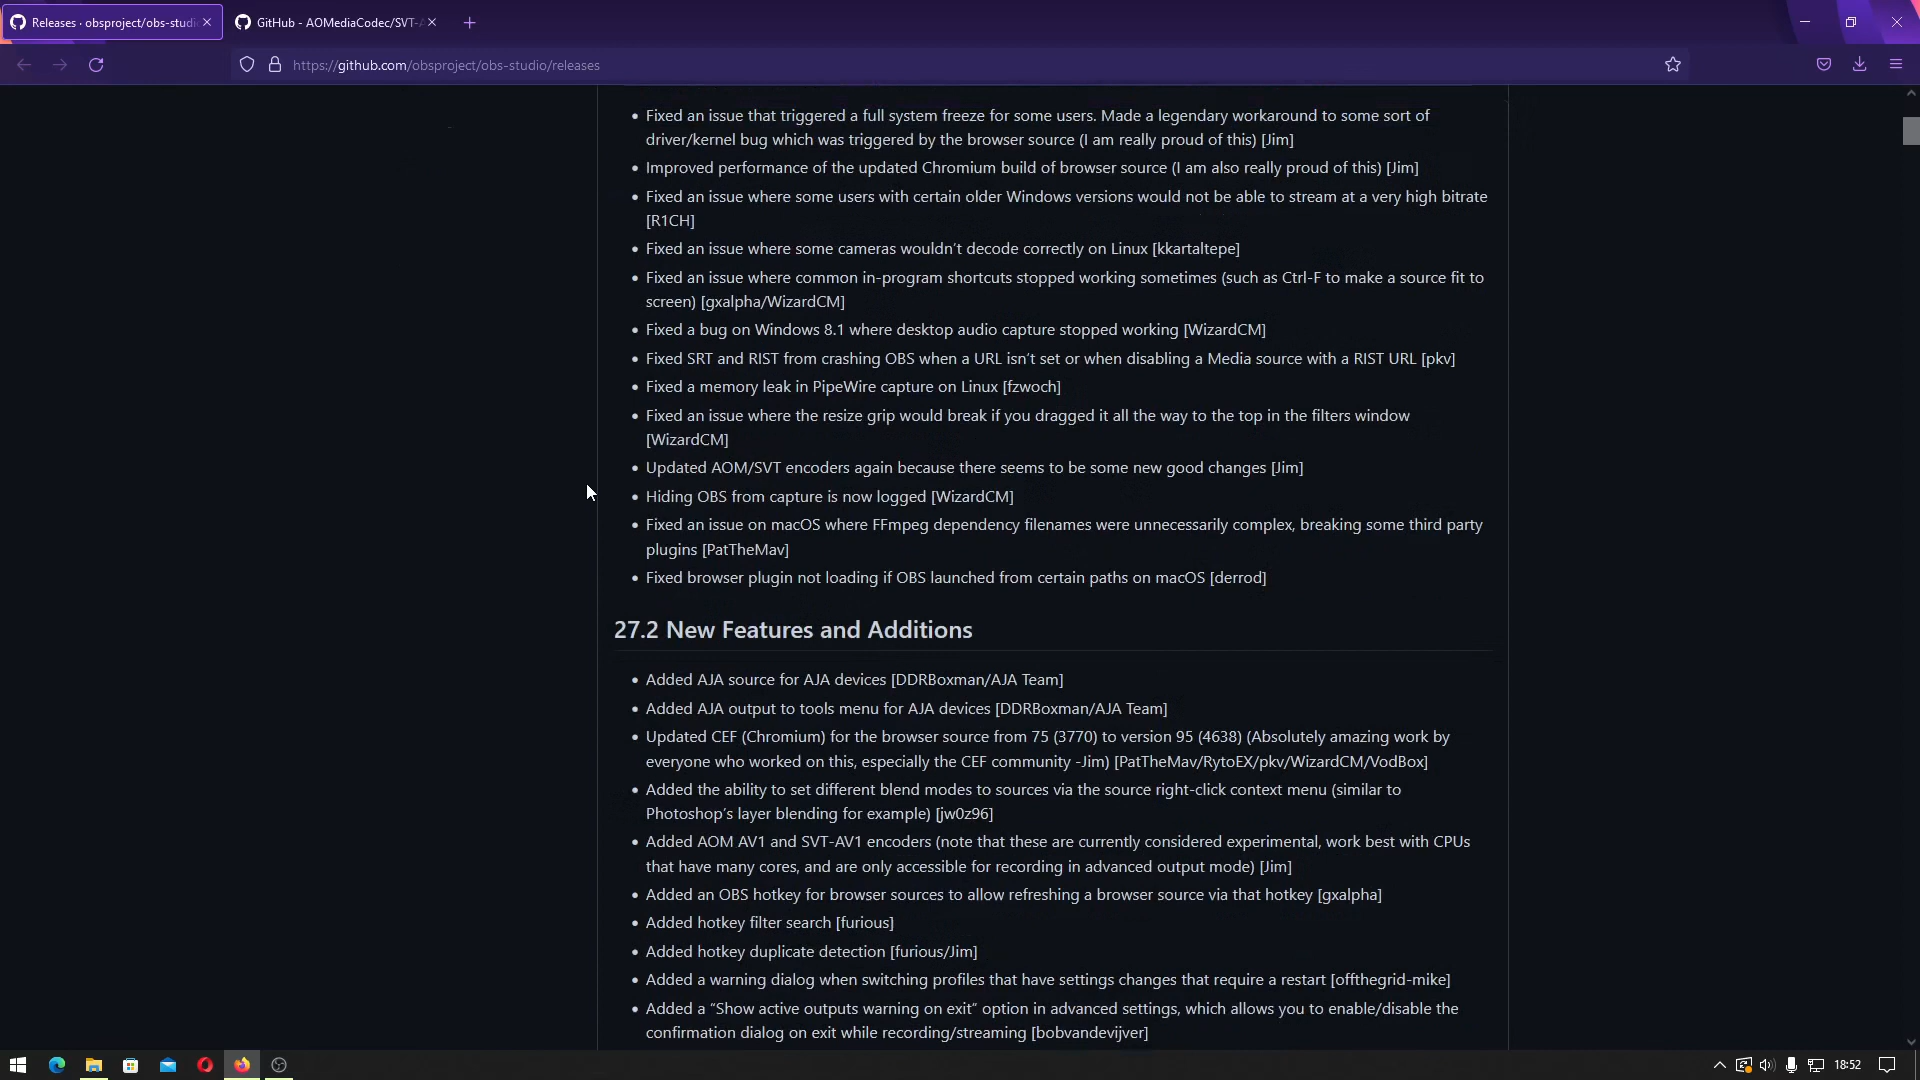 Releases · obsproject/obs-studi
GitHub - AOMediaCodec/SVT-A
https://github.com/obsproject/obs-studio/releases
• Fixed an issue that triggered a full system freeze for some users. Made a legendary workaround to some sort of
driver/kernel bug which was triggered by the browser source (I am really proud of this) [Jim]
• Improved performance of the updated Chromium build of browser source (I am also really proud of this) [Jim]
• Fixed an issue where some users with certain older Windows versions would not be able to stream at a very high bitrate
[R1CH]
• Fixed an issue where some cameras wouldn't decode correctly on Linux [kkartaltepe]
• Fixed an issue where common in-program shortcuts stopped working sometimes (such as Ctrl-F to make a source fit to
screen) [gxalpha/WizardCM]
• Fixed a bug on Windows 8.1 where desktop audio capture stopped working [WizardCM]
• Fixed SRT and RIST from crashing OBS when a URL isn't set or when disabling a Media source with a RIST URL [pkv]
• Fixed a memory leak in PipeWire capture on Linux [fzwoch]
• Fixed an issue where the resize grip would break if you dragged it all the way to the top in the filters window
[WizardCM]
• Updated AOM/SVT encoders again because there seems to be some new good changes [Jim]
• Hiding OBS from capture is now logged [WizardCM]
• Fixed an issue on macOS where FFmpeg dependency filenames were unnecessarily complex, breaking some third party
plugins [PatTheMav]
• Fixed browser plugin not loading if OBS launched from certain paths on macOS [derrod]
27.2 New Features and Additions
• Added AJA source for AJA devices [DDRBoxman/AJA Team]
• Added AJA output to tools menu for AJA devices [DDRBoxman/AJA Team]
• Updated CEF (Chromium) for the browser source from 75 (3770) to version 95 (4638) (Absolutely amazing work by
everyone who worked on this, especially the CEF community -Jim) [PatTheMav/RytoEX/pkv/WizardCM/VodBox]
• Added the ability to set different blend modes to sources via the source right-click context menu (similar to
Photoshop's layer blending for example) [jw0z96]
• Added AOM AV1 and SVT-AV1 encoders (note that these are currently considered experimental, work best with CPUs
that have many cores, and are only accessible for recording in advanced output mode) [Jim]
• Added an OBS hotkey for browser sources to allow refreshing a browser source via that hotkey [gxalpha]
• Added hotkey filter search [furious]
• Added hotkey duplicate detection [furious/Jim]
• Added a warning dialog when switching profiles that have settings changes that require a restart [offthegrid-mike]
• Added a “Show active outputs warning on exit” option in advanced settings, which allows you to enable/disable the
confirmation dialog on exit while recording/streaming [bobvandevijver]
18:52